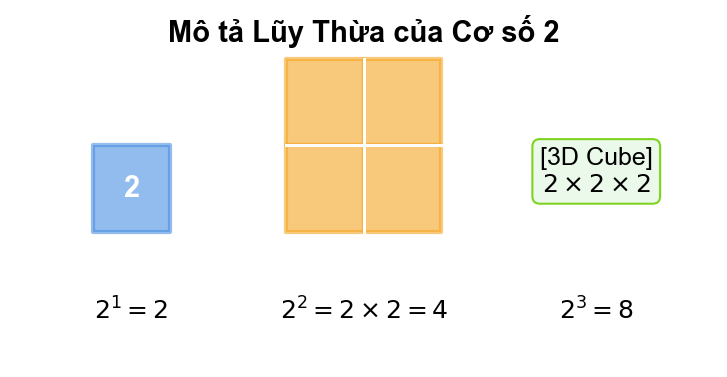 Mô tả Lũy Thừa của Cơ số 2
2
[3D Cube]
2 × 2 × 2
2¹ = 2
2² = 2 × 2 = 4
2³ = 8